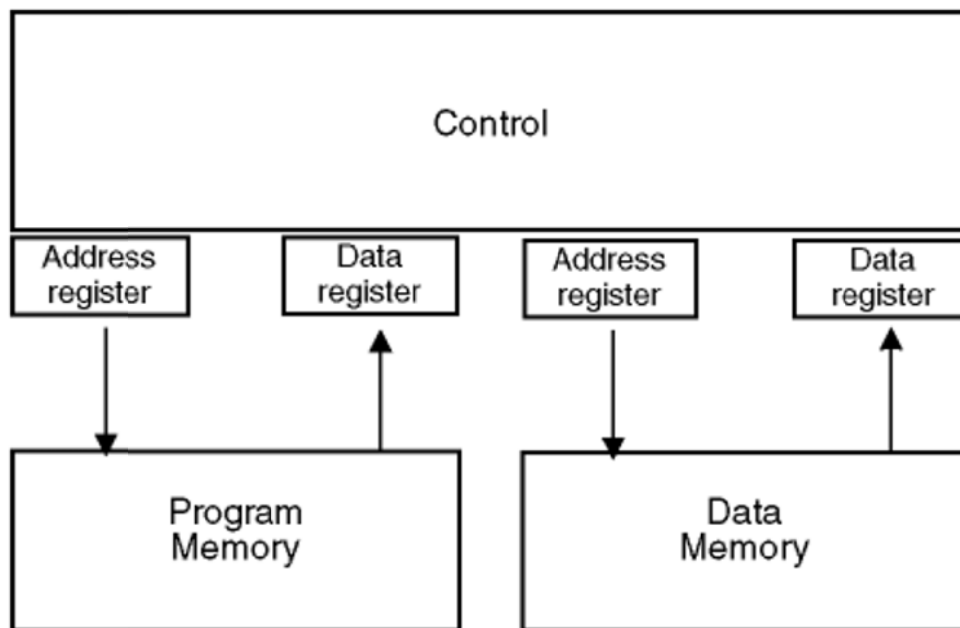 Control
Address
register
Data
register
Address
register
Data
register
Program
Memory
Data
Memory